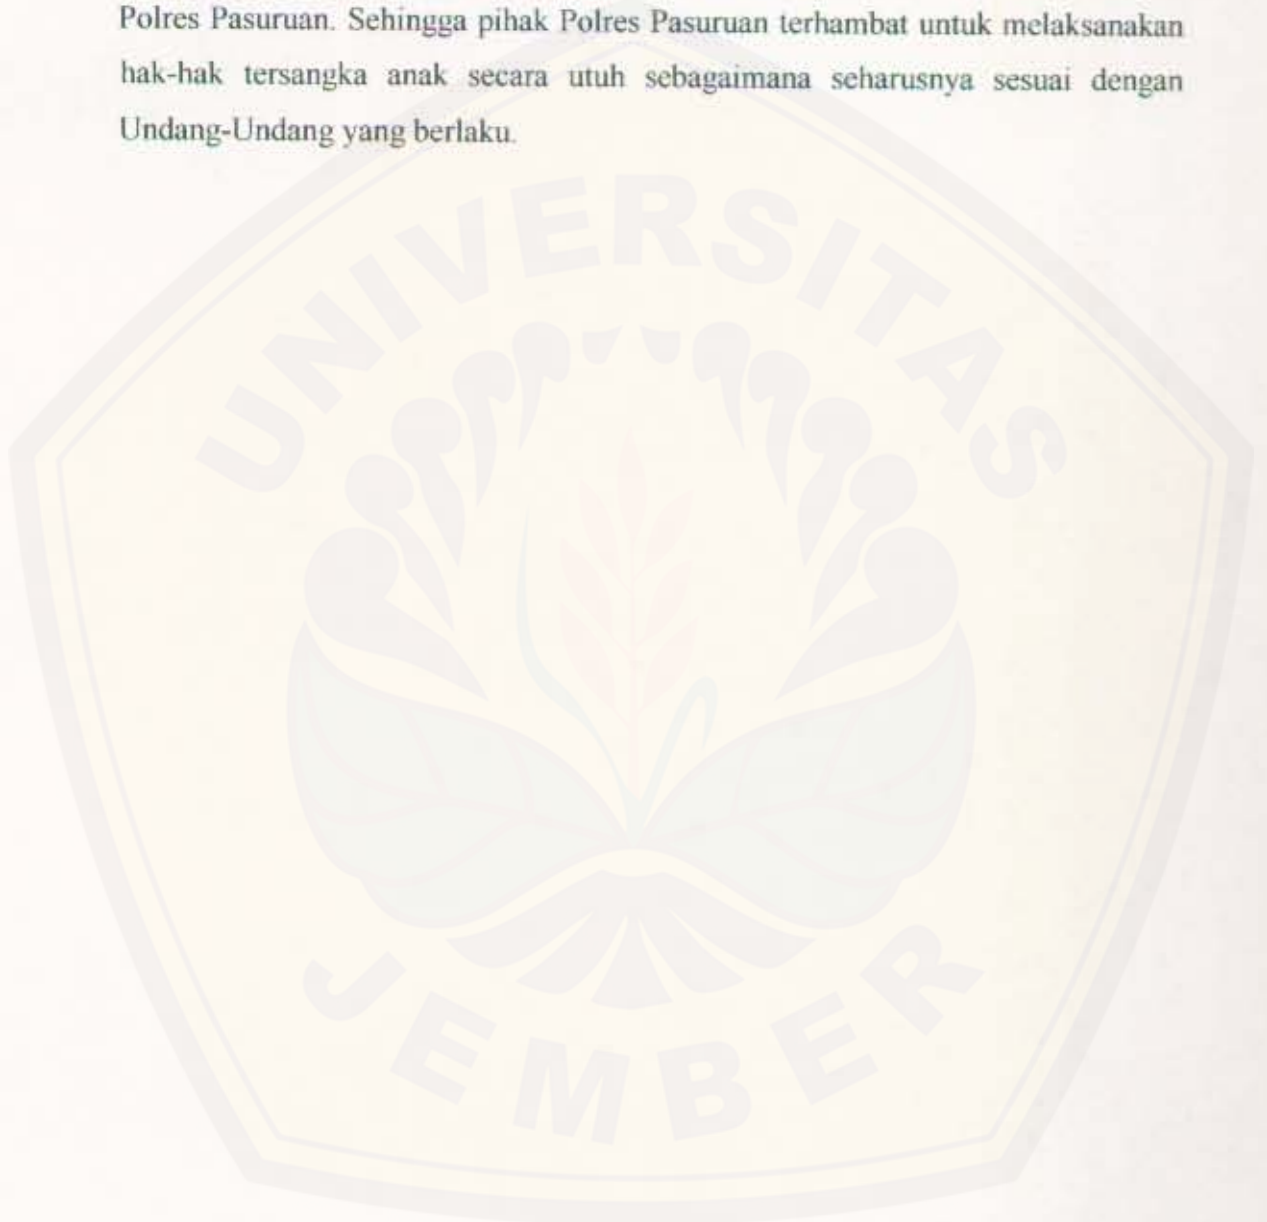 Polres Pasuruan. Sehingga pihak Polres Pasuruan terhambat untuk melaksanakan
hak-hak tersangka anak secara utuh sebagaimana seharusnya sesuai dengan
Undang-Undang yang berlaku.
UNIVERSITAS
JEMBER